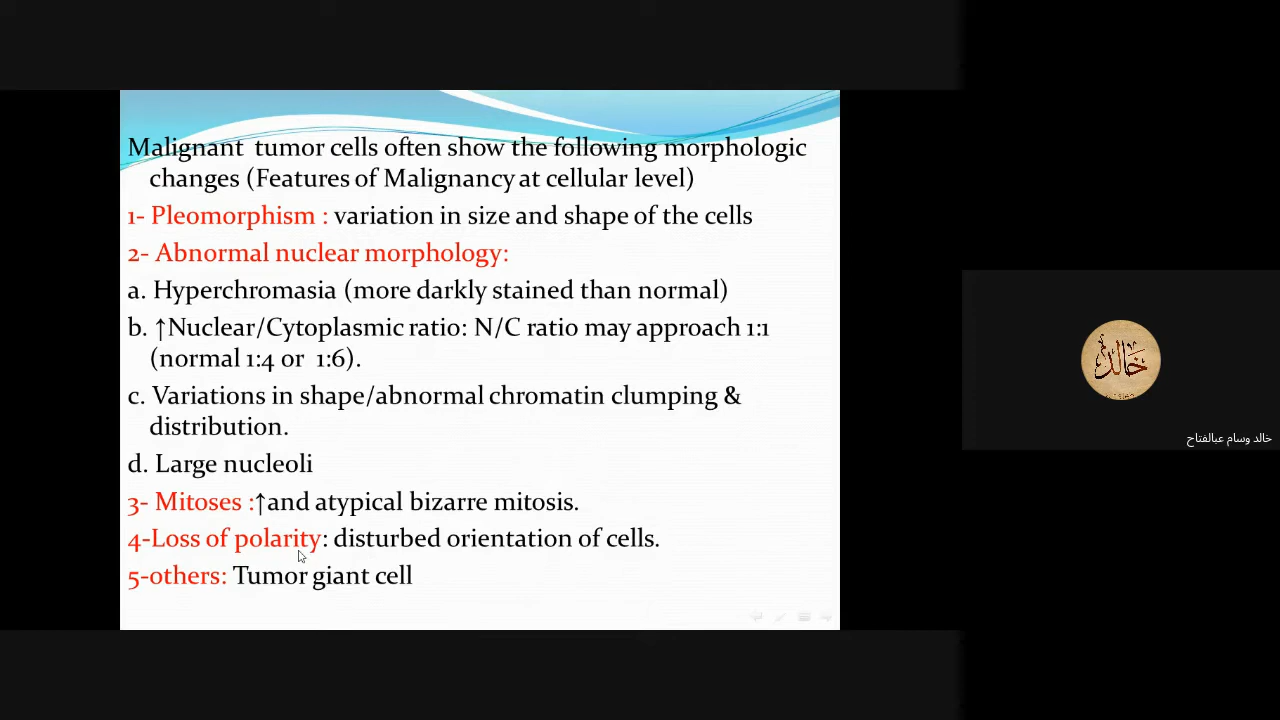 Malignant tumor cells often show the following morphologic
changes (Features of Malignancy at cellular level)
1- Pleomorphism : variation in size and shape of the cells
2- Abnormal nuclear morphology:
a. Hyperchromasia (more darkly stained than normal)
b. ↑Nuclear/Cytoplasmic ratio: N/C ratio may approach 1:1
(normal 1:4 or 1:6).
c. Variations in shape/abnormal chromatin clumping &
distribution.
d. Large nucleoli
3- Mitoses :↑and atypical bizarre mitosis.
4-Loss of polarity: disturbed orientation of cells.
5-others: Tumor giant cell
خالد
خالد وسام عبالفتاح